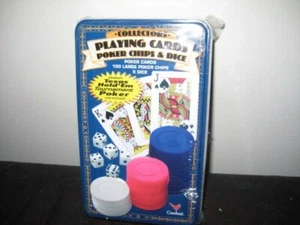 COLLECTORS'
PLAYING CARDS
POKER CHIPS & DICE
POKER CARDS
100 LARGE POKER CHIPS
5 DICE
Texas
Hold'Em
Tournament
Poker
K
K
J
Cardinal